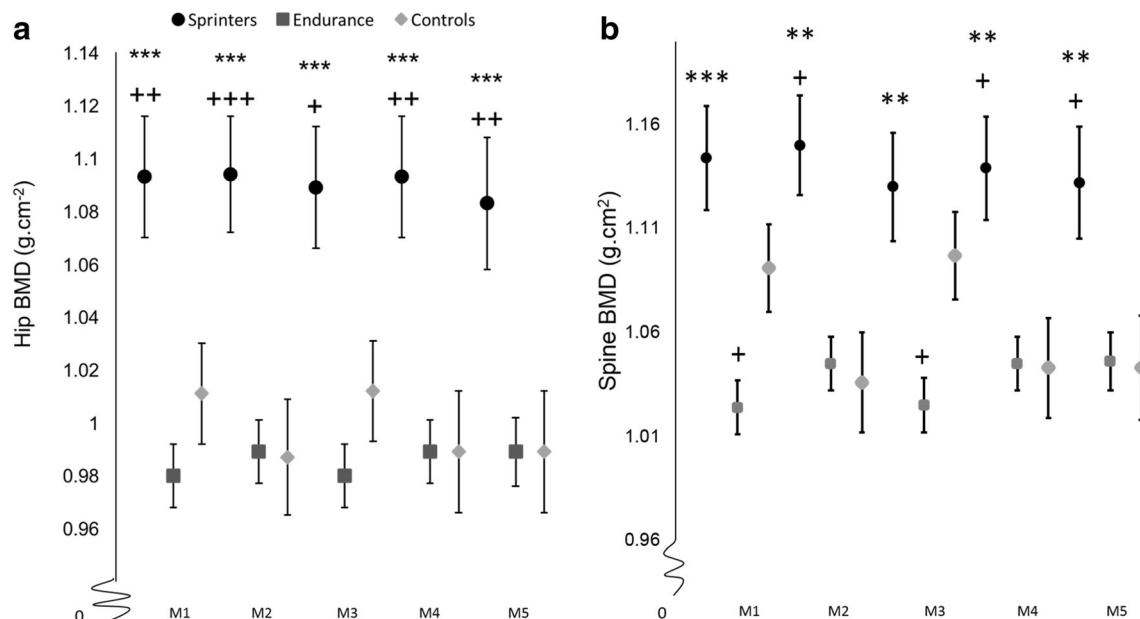 a
Sprinters Endurance Controls
Hip BMD (g.cm-2)
1.14
1.12
1.1
1.08
1.06
1.04
1.02
1
0.98
0.96
0
*** *** *** *** ***
++ +++ + ++ ++
M1 M2 M3 M4 M5
b
Spine BMD (g.cm²)
1.16
1.11
1.06
1.01
0.96
0
*** ** ** ** **
+ + +
+ +
M1 M2 M3 M4 M5